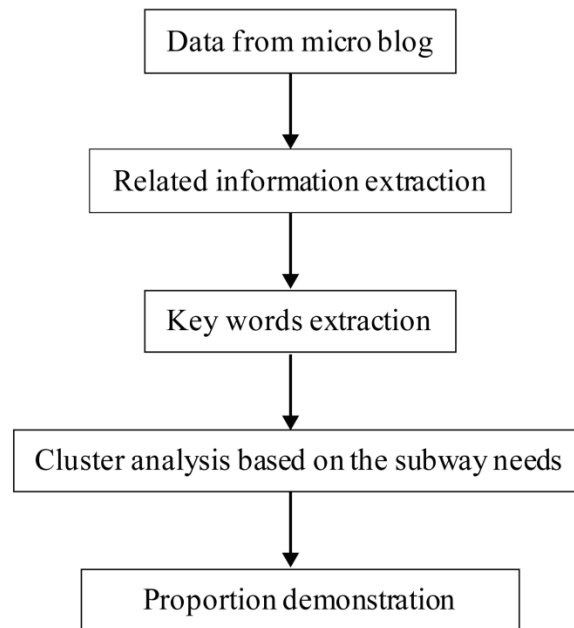 Data from micro blog
Related information extraction
Key words extraction
Cluster analysis based on the subway needs
Proportion demonstration